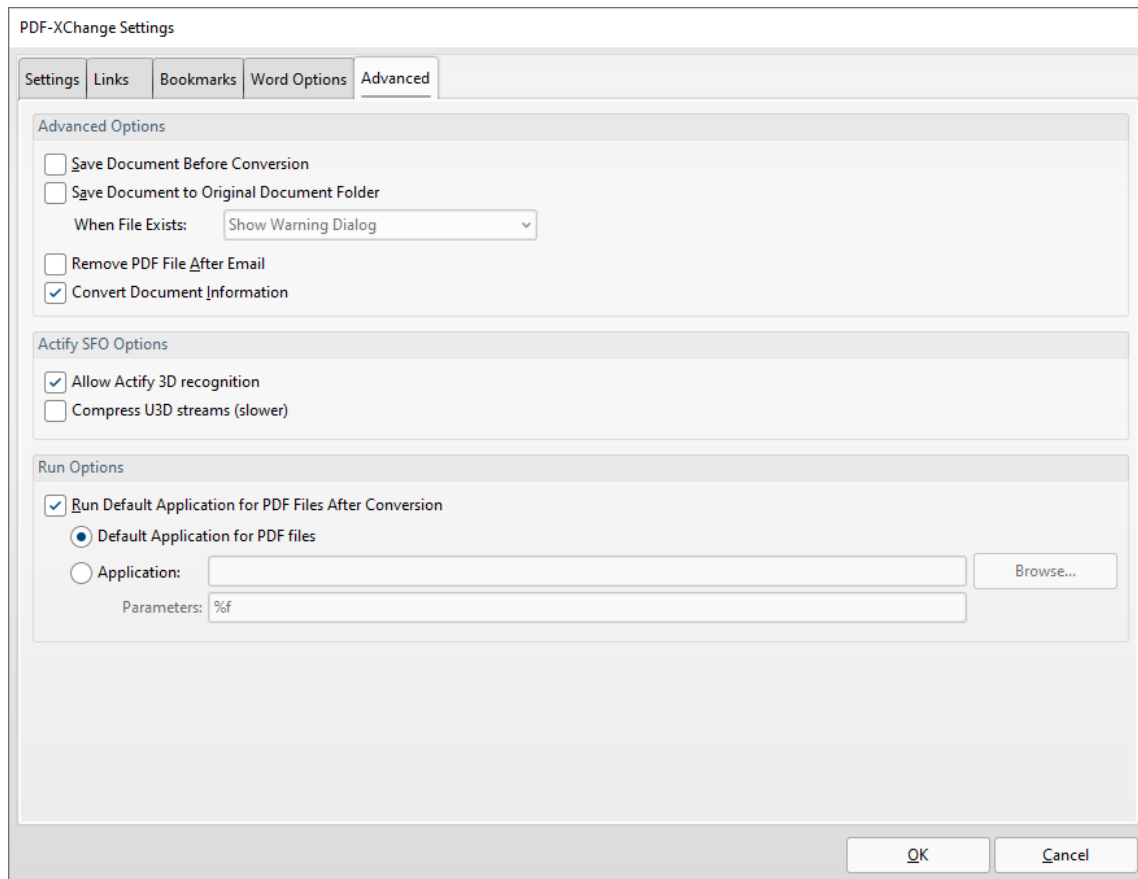 PDF-XChange Settings
Settings Links Bookmarks Word Options Advanced
Advanced Options
Save Document Before Conversion
Save Document to Original Document Folder
When File Exists: Show Warning Dialog
Remove PDF File After Email
Convert Document Information
Actify SFO Options
Allow Actify 3D recognition
Compress U3D streams (slower)
Run Options
Run Default Application for PDF Files After Conversion
Default Application for PDF files
Application: Browse...
Parameters: %f
OK Cancel